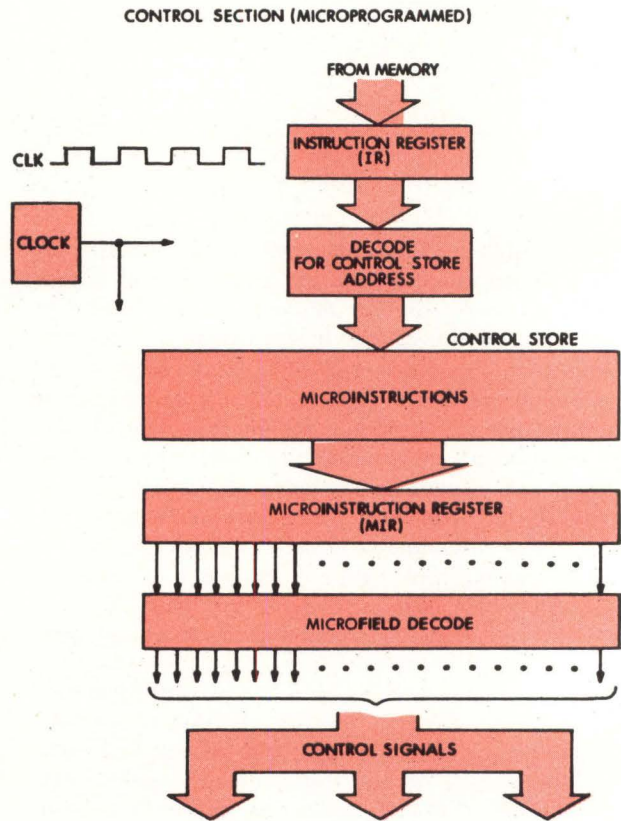 CONTROL SECTION (MICROPROGRAMMED)
FROM MEMORY
INSTRUCTION REGISTER
(IR)
CLK
CLOCK
DECODE
FOR CONTROL STORE
ADDRESS
CONTROL STORE
MICROINSTRUCTIONS
MICROINSTRUCTION REGISTER
(MIR)
MICROFIELD DECODE
CONTROL SIGNALS